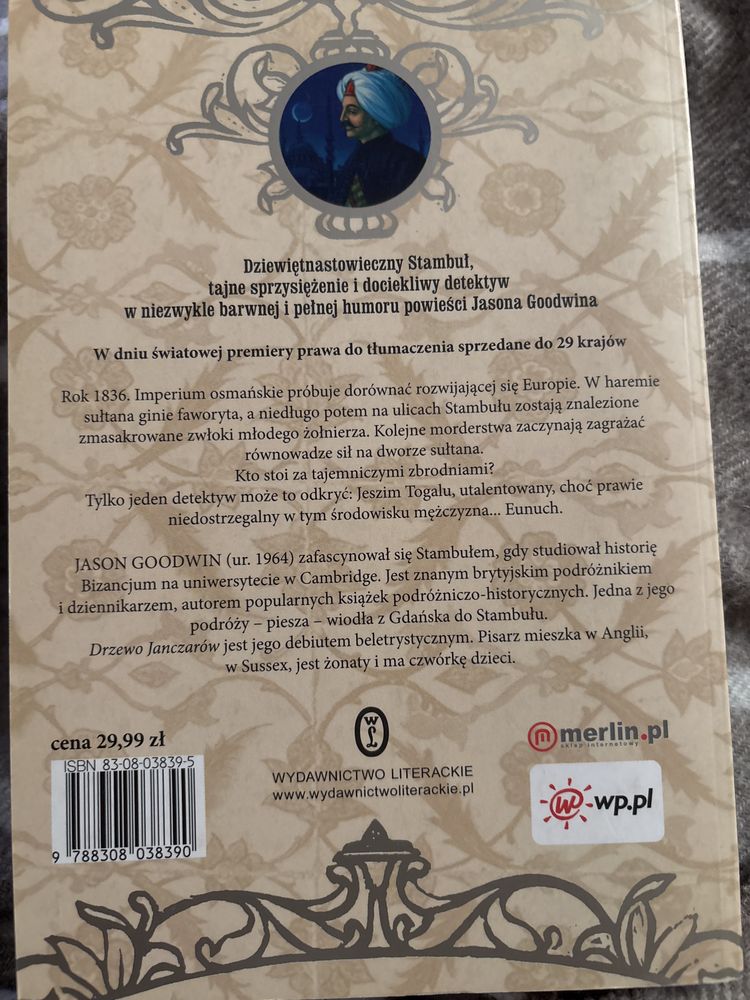 Dziewiętnastowieczny Stambuł,
tajne sprzysiężenie i dociekliwy detektyw
w niezwykle barwnej i pełnej humoru powieści Jasona Goodwina
W dniu światowej premiery prawa do tłumaczenia sprzedane do 29 krajów
Rok 1836. Imperium osmańskie próbuje dorównać rozwijającej się Europie. W haremie
sułtana ginie faworyta, a niedługo potem na ulicach Stambułu zostają znalezione
zmasakrowane zwłoki młodego żołnierza. Kolejne morderstwa zaczynają zagrażać
równowadze sił na dworze sułtana.
Kto stoi za tajemniczymi zbrodniami?
Tylko jeden detektyw może to odkryć: Jeszim Togalu, utalentowany, choć prawie
niedostrzegalny w tym środowisku mężczyzna... Eunuch.
JASON GOODWIN (ur. 1964) zafascynował się Stambułem, gdy studiował historię
Bizancjum na uniwersytecie w Cambridge. Jest znanym brytyjskim podróżnikiem
i dziennikarzem, autorem popularnych książek podróżniczo-historycznych. Jedna z jego
podróży – piesza – wiodła z Gdańska do Stambułu.
Drzewo Janczarów jest jego debiutem beletrystycznym. Pisarz mieszka w Anglii,
w Sussex, jest żonaty i ma czwórkę dzieci.
cena 29,99 zł
ISBN 83-08-03839-5
9 788308 038390
WL
WYDAWNICTWO LITERACKIE
www.wydawnictwoliterackie.pl
m merlin.pl
sklep internetowy
w wp.pl